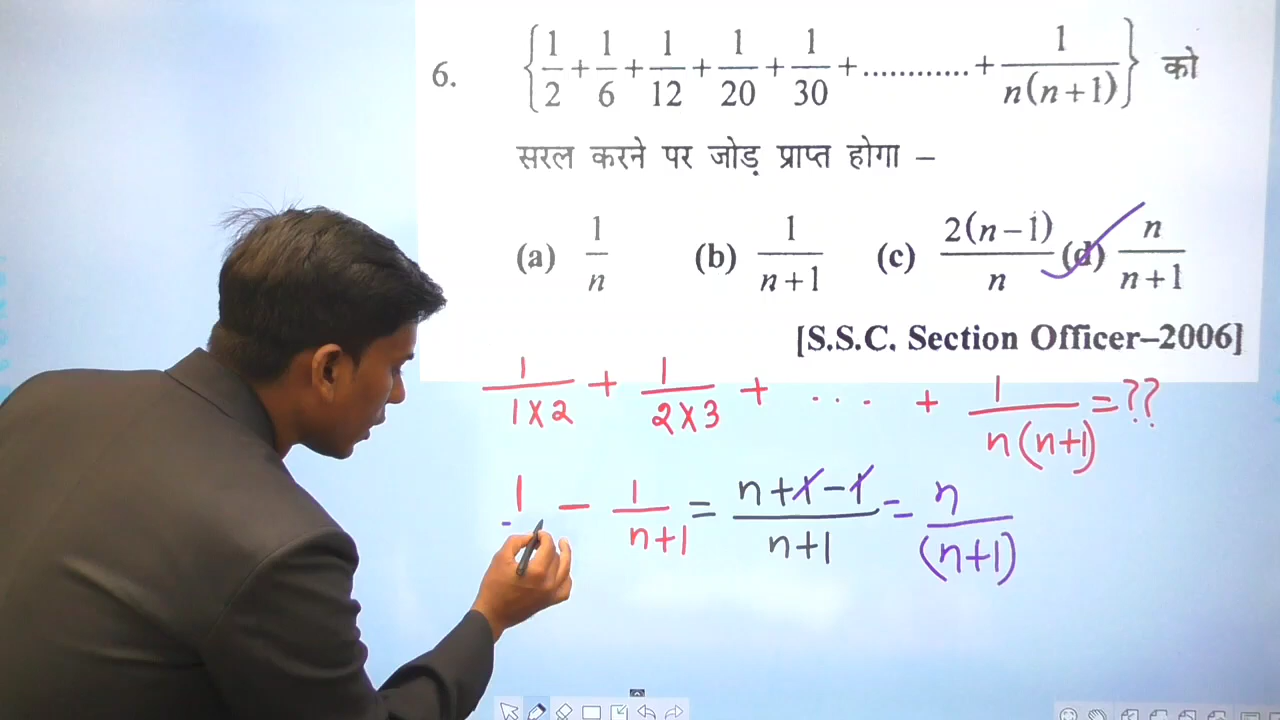 6. {1/2 + 1/6 + 1/12 + 1/20 + 1/30 + ............ + 1/n(n+1)} को
सरल करने पर जोड़ प्राप्त होगा –
(a) 1/n (b) 1/n+1 (c) 2(n–1)/n (d) n/n+1
[S.S.C. Section Officer–2006]
1/1×2 + 1/2×3 + .... + 1/n(n+1) = ??
1 – 1/n+1 = n+1–1/n+1 = n/(n+1)